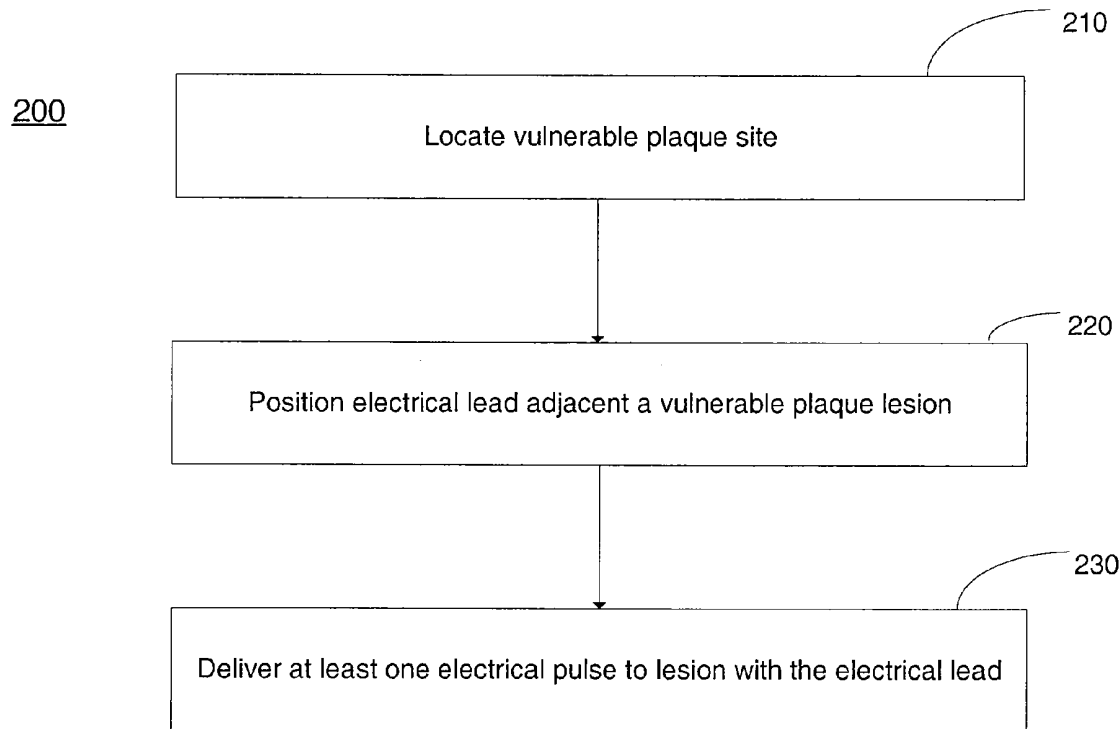 210
200
Locate vulnerable plaque site
220
Position electrical lead adjacent a vulnerable plaque lesion
230
Deliver at least one electrical pulse to lesion with the electrical lead